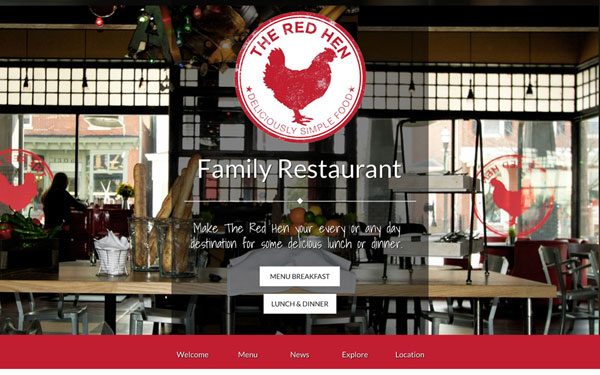 THE RED HEN
DELICIOUSLY SIMPLE FOOD
Family Restaurant
Make The Red Hen your every or any day
destination for some delicious lunch or dinner.
MENU BREAKFAST
LUNCH & DINNER
Welcome
Menu
News
Explore
Location